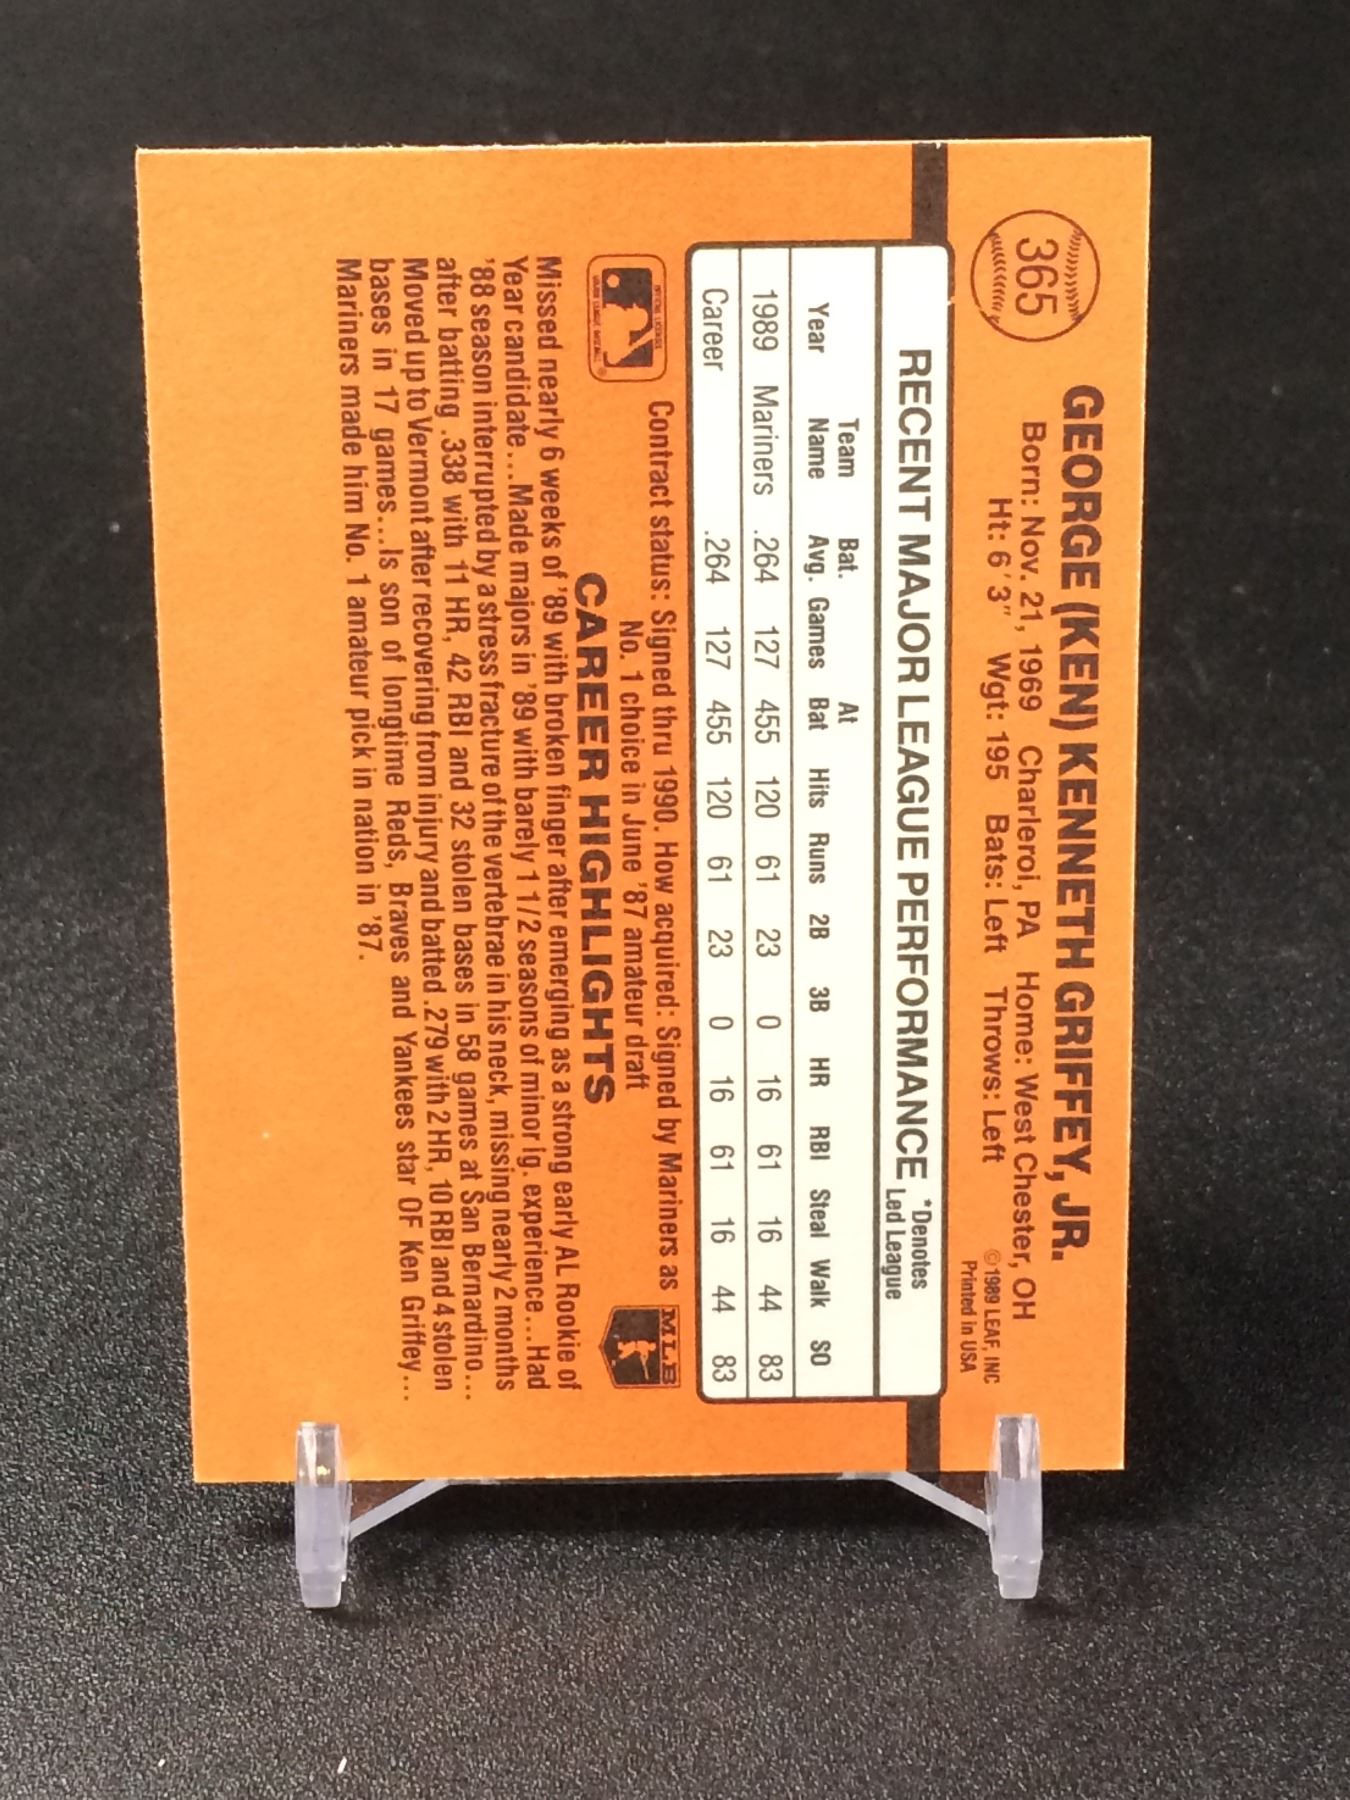 365
GEORGE (KEN) KENNETH GRIFFEY, JR.
Born: Nov. 21, 1969 Charleroi, PA Home: West Chester, OH
Ht: 6'3" Wgt: 195 Bats: Left Throws: Left
© 1989 LEAF, INC
Printed in USA
RECENT MAJOR LEAGUE PERFORMANCE *Denotes
Led League
Team Bat. At
Year Name Avg. Games Bat Hits Runs 2B 3B HR RBI Steal Walk SO
1989 Mariners .264 127 455 120 61 23 0 16 61 16 44 83
Career .264 127 455 120 61 23 0 16 61 16 44 83
Contract status: Signed thru 1990. How acquired: Signed by Mariners as
No. 1 choice in June '87 amateur draft
MLB
CAREER HIGHLIGHTS
Missed nearly 6 weeks of '89 with broken finger after emerging as a strong early AL Rookie of
Year candidate...Made majors in '89 with barely 1 1/2 seasons of minor lg. experience...Had
'88 season interrupted by a stress fracture of the vertebrae in his neck, missing nearly 2 months
after batting .338 with 11 HR, 42 RBI and 32 stolen bases in 58 games at San Bernardino...
Moved up to Vermont after recovering from injury and batted .279 with 2 HR, 10 RBI and 4 stolen
bases in 17 games...Is son of longtime Reds, Braves and Yankees star OF Ken Griffey...
Mariners made him No. 1 amateur pick in nation in '87.